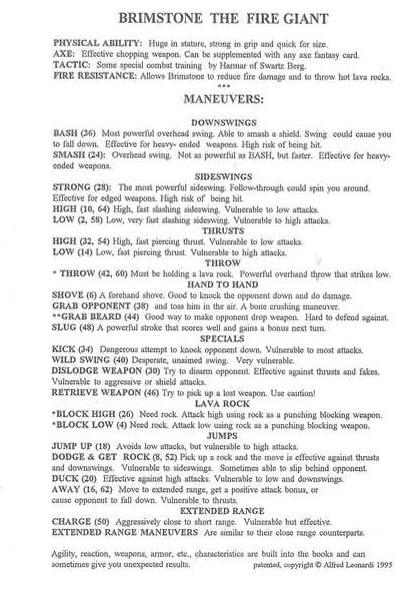 BRIMSTONE THE FIRE GIANT
PHYSICAL ABILITY: Huge in stature, strong in grip and quick for size.
AXE: Effective chopping weapon. Can be supplemented with any axe fantasy card.
TACTIC: Some special combat training by Harmar of Swartz Berg.
FIRE RESISTANCE: Allows Brimstone to reduce fire damage and to throw hot lava rocks.
***
MANEUVERS:
DOWNSWINGS
BASH (36) Most powerful overhead swing. Able to smash a shield. Swing could cause you
to fall down. Effective for heavy- ended weapons. High risk of being hit.
SMASH (24): Overhead swing. Not as powerful as BASH, but faster. Effective for heavy-
ended weapons.
SIDESWINGS
STRONG (28): The most powerful sideswing. Follow-through could spin you around.
Effective for edged weapons. High risk of being hit.
HIGH (10, 64) High, fast slashing sideswing. Vulnerable to low attacks.
LOW (2, 58) Low, very fast slashing sideswing. Vulnerable to high attacks.
THRUSTS
HIGH (32, 54) High, fast piercing thrust. Vulnerable to low attacks.
LOW (14) Low, fast piercing thrust. Vulnerable to high attacks.
THROW
* THROW (42, 60) Must be holding a lava rock. Powerful overhand throw that strikes low.
HAND TO HAND
SHOVE (6) A forehand shove. Good to knock the opponent down and do damage.
GRAB OPPONENT (38) and toss him in the air. A bone crushing maneuver.
**GRAB BEARD (44) Good way to make opponent drop weapon. Hard to defend against.
SLUG (48) A powerful stroke that scores well and gains a bonus next turn.
SPECIALS
KICK (34) Dangerous attempt to knock opponent down. Vulnerable to most attacks.
WILD SWING (40) Desperate, unaimed swing. Very vulnerable.
DISLODGE WEAPON (30) Try to disarm opponent. Effective against thrusts and fakes.
Vulnerable to aggressive or shield attacks.
RETRIEVE WEAPON (46) Try to pick up a lost weapon. Use caution!
LAVA ROCK
*BLOCK HIGH (26) Need rock. Attack high using rock as a punching blocking weapon.
*BLOCK LOW (4) Need rock. Attack low using rock as a punching blocking weapon.
JUMPS
JUMP UP (18) Avoids low attacks, but vulnerable to high attacks.
DODGE & GET ROCK (8, 52) Pick up a rock and the move is effective against thrusts
and downswings. Vulnerable to sideswings. Sometimes able to slip behind opponent.
DUCK (20) Effective against high attacks. Vulnerable to low and downswings.
AWAY (16, 62) Move to extended range, get a positive attack bonus, or
cause opponent to fall down. Vulnerable to thrusts.
EXTENDED RANGE
CHARGE (50) Aggressively close to short range. Vulnerable but effective.
EXTENDED RANGE MANEUVERS Are similar to their close range counterparts.
Agility, reaction, weapons, armor, etc., characteristics are built into the books and can
sometimes give you unexpected results. patented, copyright © Alfred Leonardi 1995